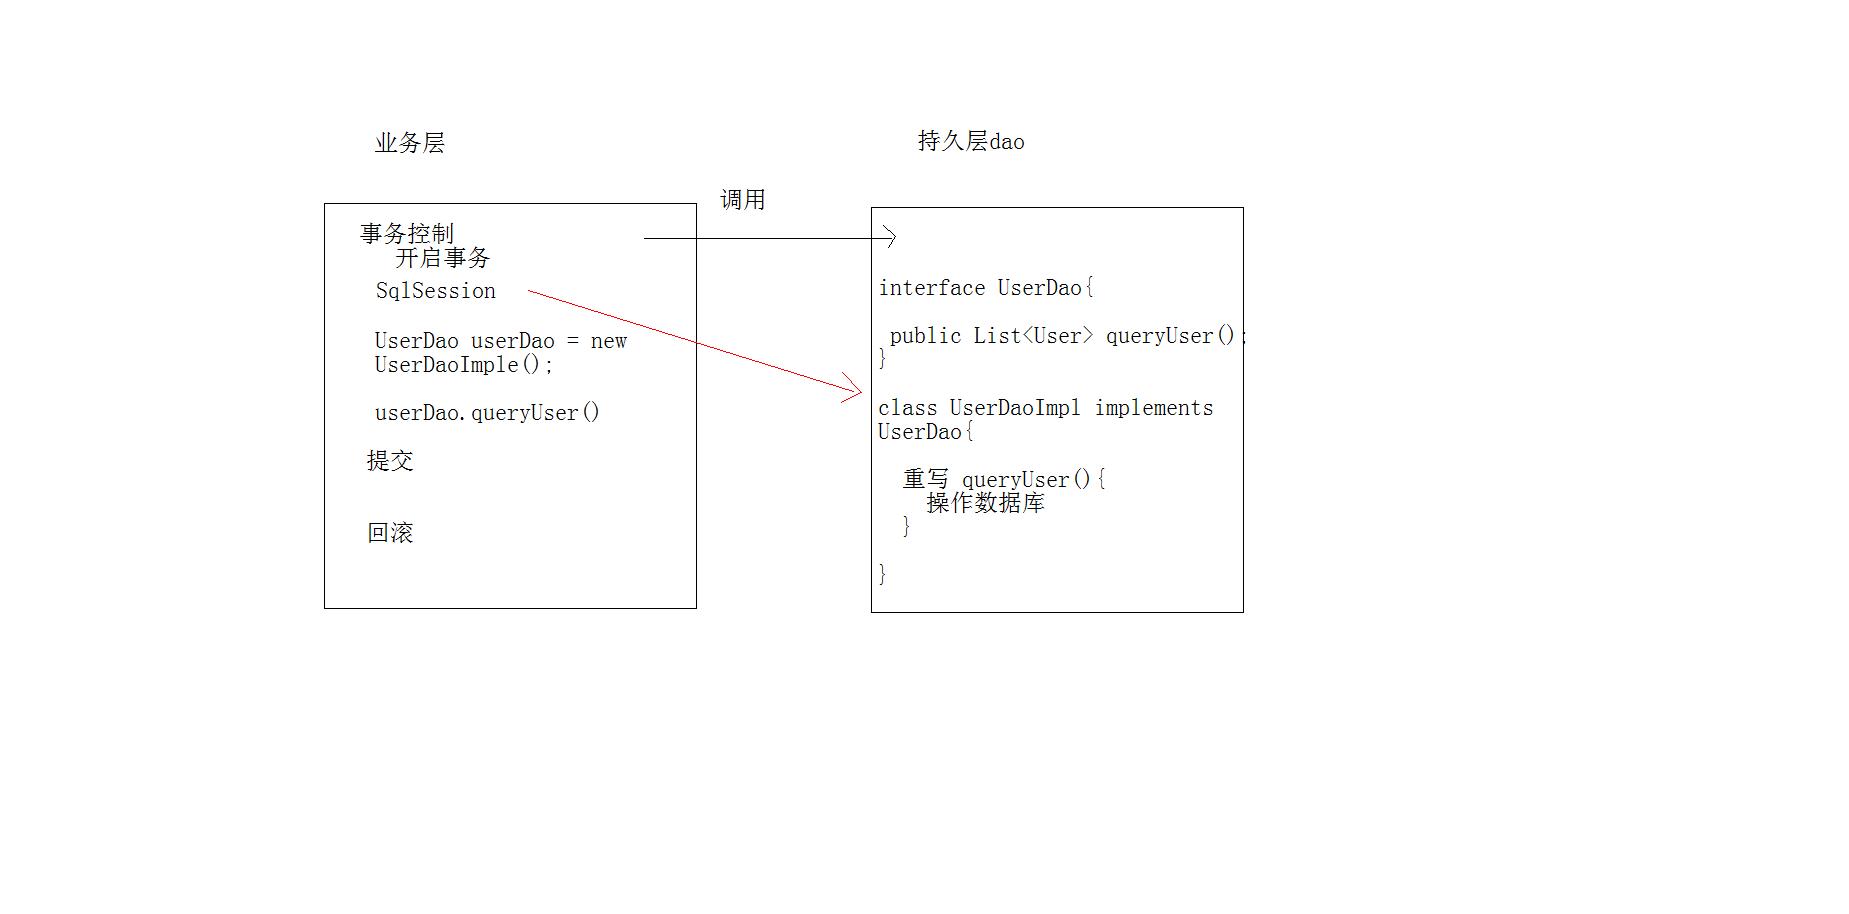 业务层
持久层dao
调用
事务控制
开启事务
SqlSession
UserDao userDao = new
UserDaoImple();
userDao.queryUser()
提交
回滚
interface UserDao{
public List<User> queryUser();
}
class UserDaoImpl implements
UserDao{
重写 queryUser(){
操作数据库
}
}